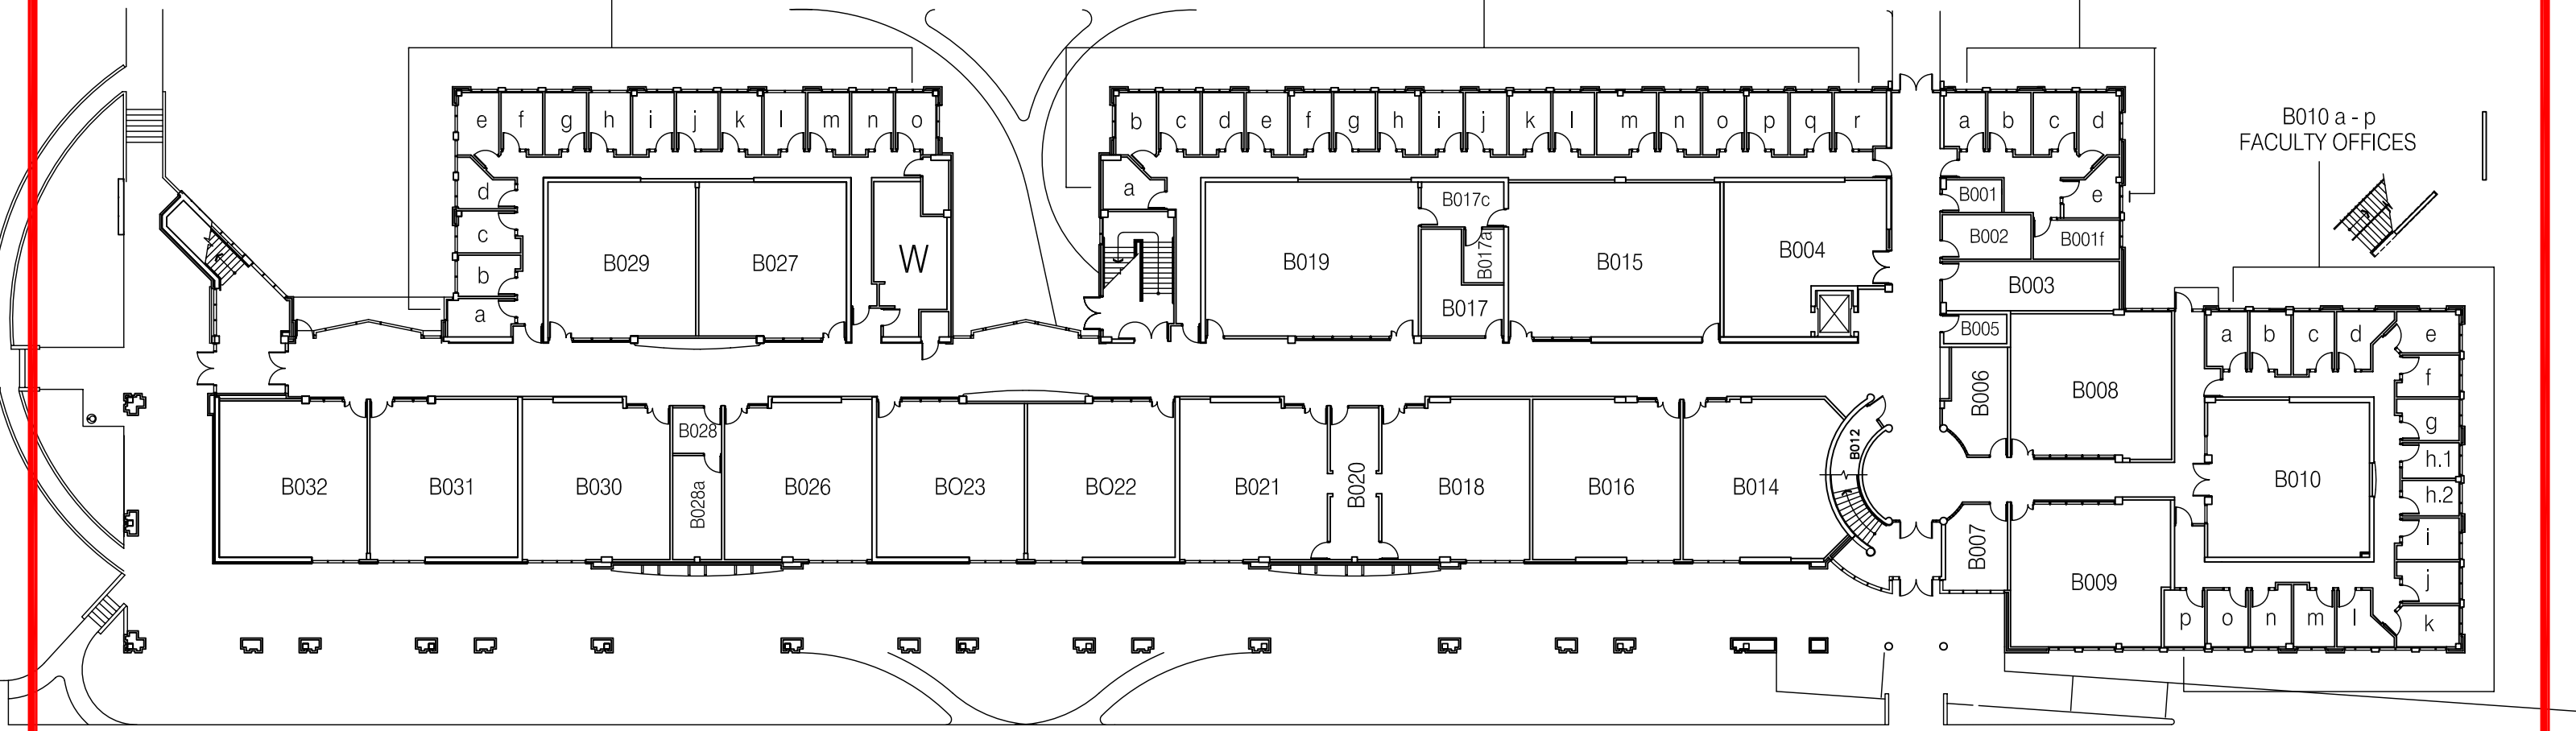 B010 a - p
FACULTY OFFICES
e f g h i j k l m n o
b c d e f g h i j k l m n o p q r
a b c d
d
a
e
c
b
a
B029
B027
W
B019
B017c
B017a
B017
B015
B004
B001
B002
B001f
B003
B005
B006
B008
a b c d e
f
g
h.1
h.2
i
j
k
B010
B032
B031
B030
B028
B028a
B026
BO23
BO22
B021
B020
B018
B016
B014
B012
B007
B009
p o n m l